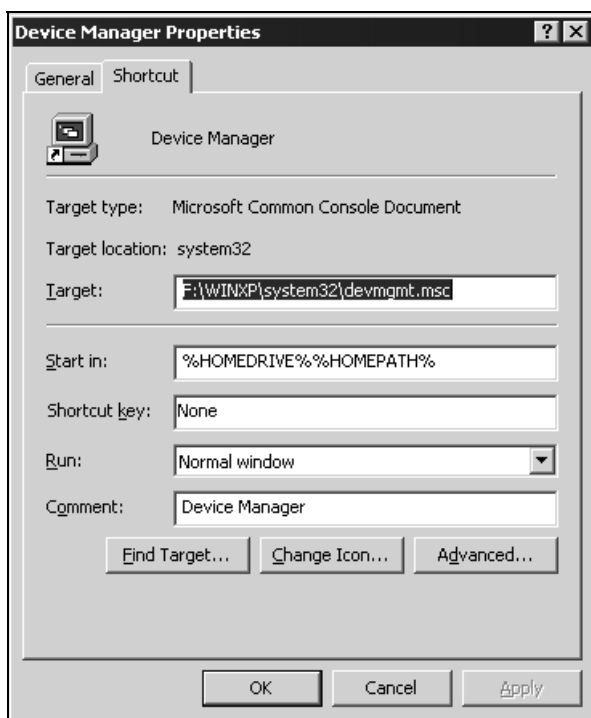 Device Manager Properties
General Shortcut
Device Manager
Target type: Microsoft Common Console Document
Target location: system32
Target: F:\WINXP\system32\devmgmt.msc
Start in: %HOMEDRIVE%%HOMEPATH%
Shortcut key: None
Run: Normal window
Comment: Device Manager
Find Target... Change Icon... Advanced...
OK Cancel Apply